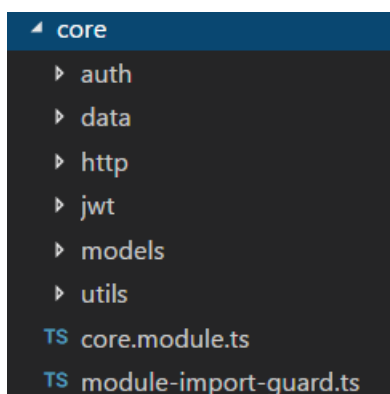 core
auth
data
http
jwt
models
utils
TS core.module.ts
TS module-import-guard.ts